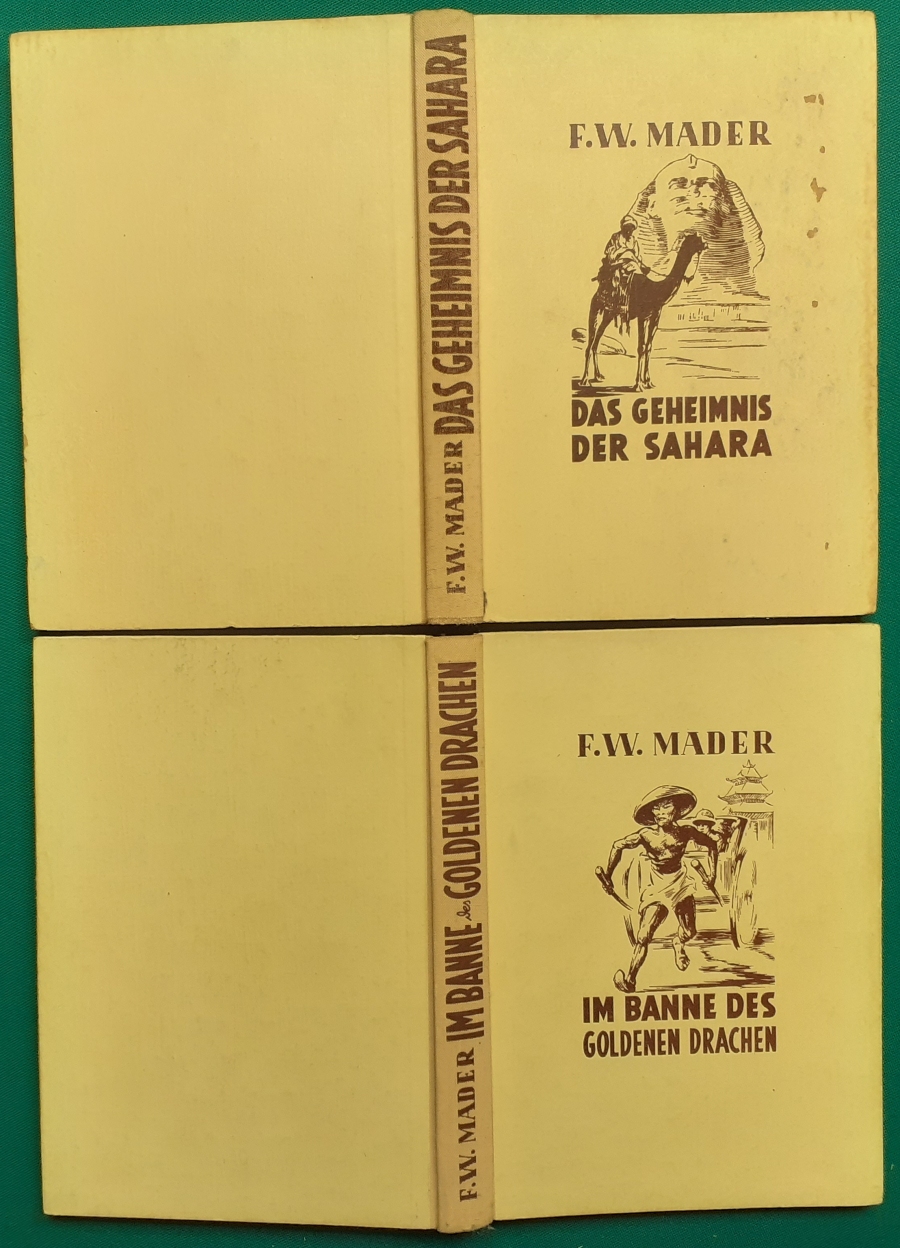 F.W. MADER DAS GEHEIMNIS DER SAHARA
F.W. MADER
DAS GEHEIMNIS
DER SAHARA
F.W. MADER IM BANNE des GOLDENEN DRACHEN
F.W. MADER
IM BANNE DES
GOLDENEN DRACHEN